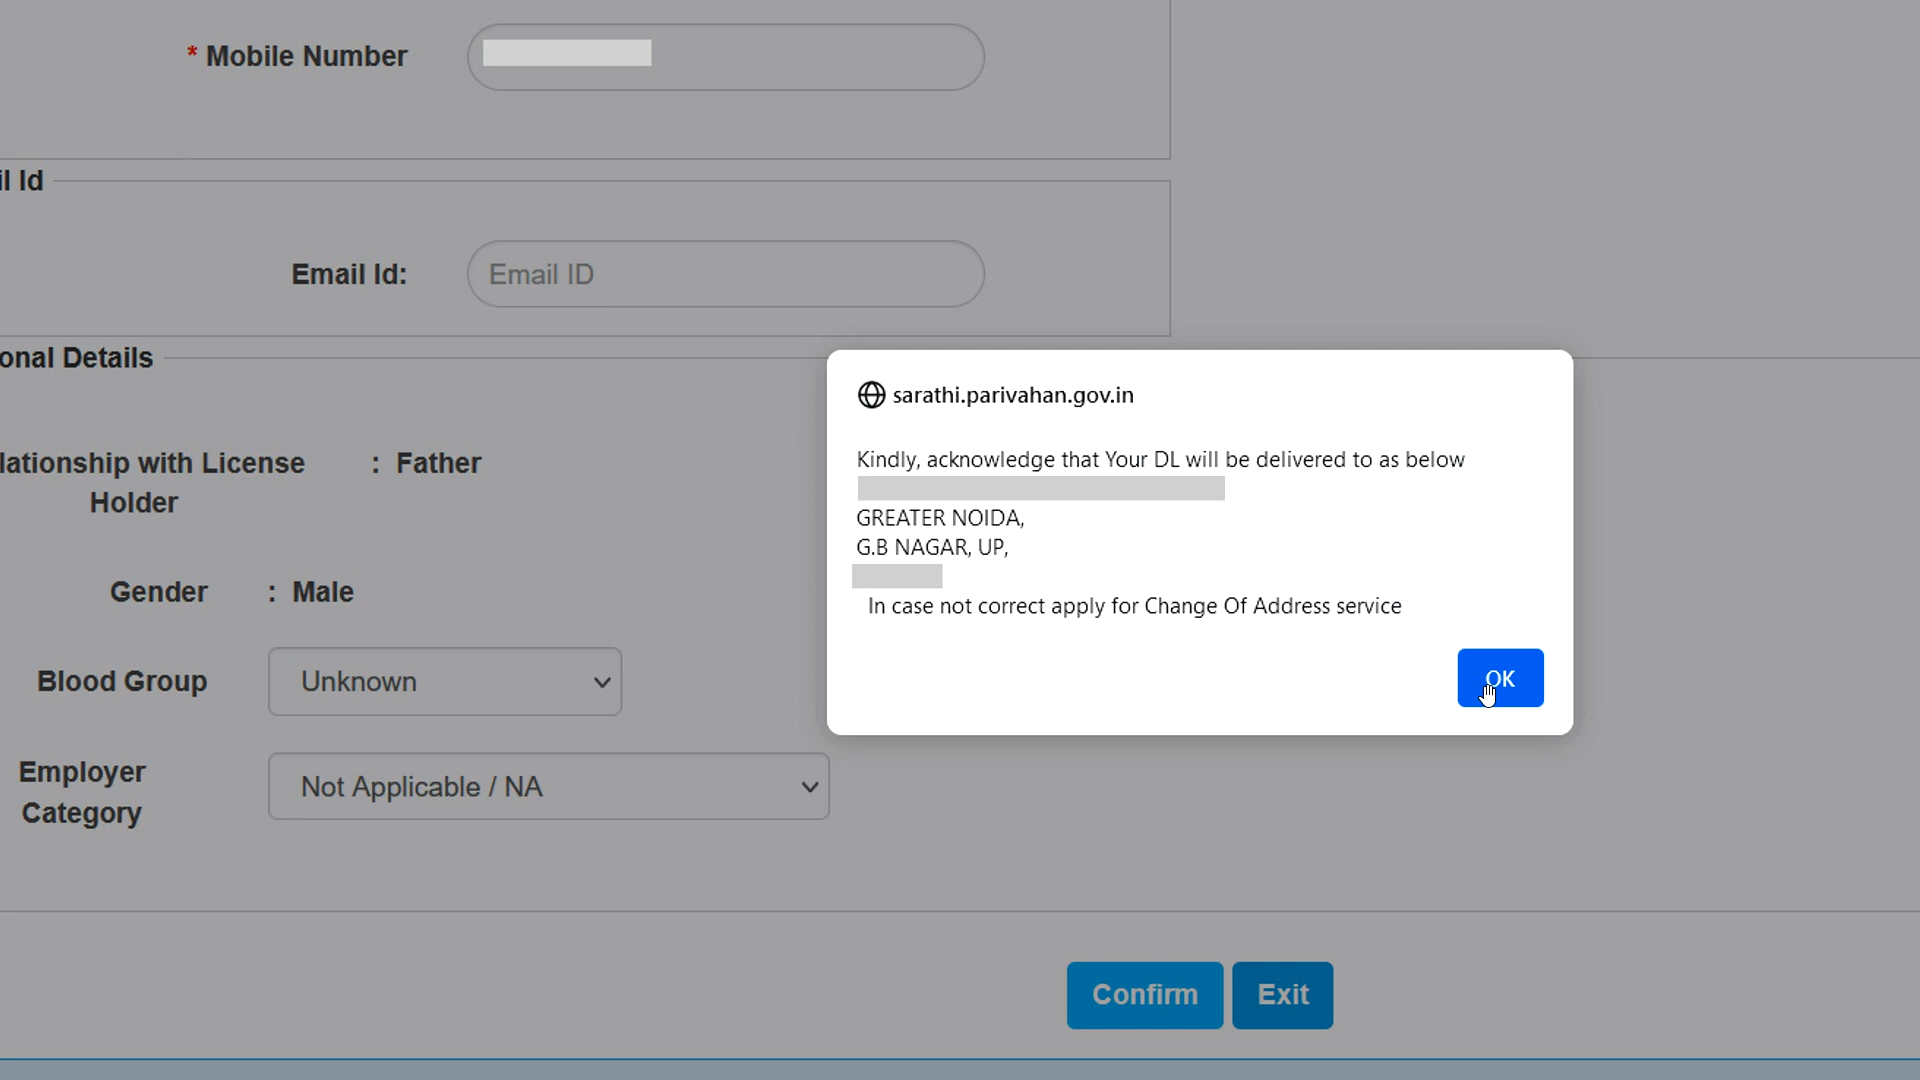 * Mobile Number
il Id
Email Id:
Email ID
onal Details
lationship with License
Holder
: Father
Gender
: Male
Blood Group
Unknown
Employer
Category
Not Applicable / NA
sarathi.parivahan.gov.in
Kindly, acknowledge that Your DL will be delivered to as below
GREATER NOIDA,
G.B NAGAR, UP,
In case not correct apply for Change Of Address service
OK
Confirm
Exit